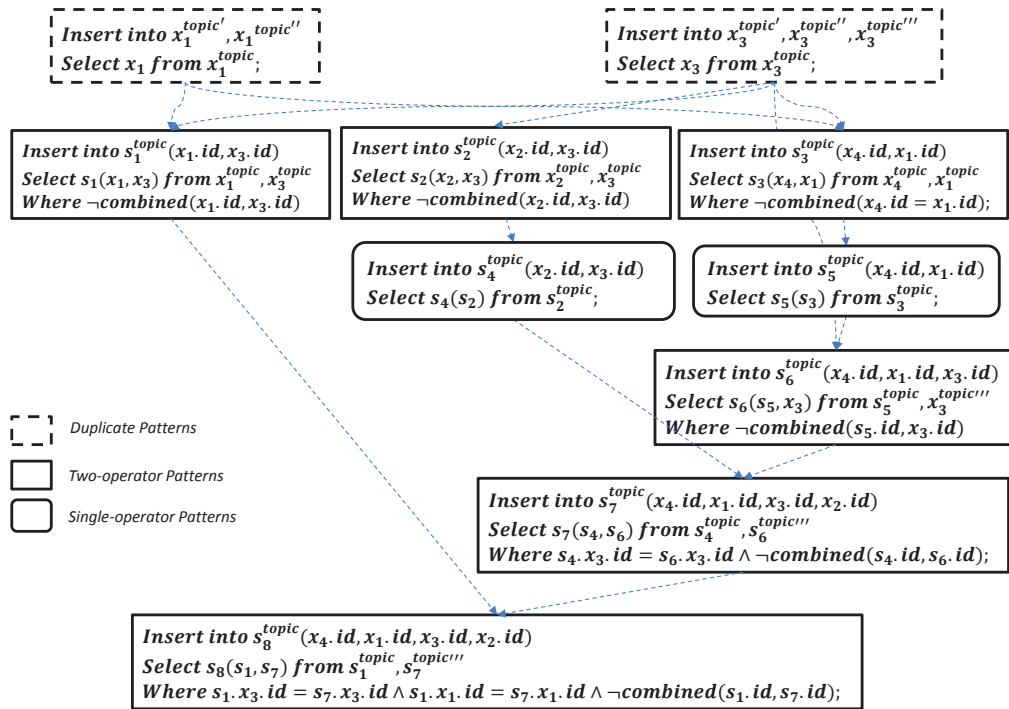 Insert into x₁^{topic′}, x₁^{topic′′}
Select x₁ from x₁^{topic};
Insert into x₃^{topic′}, x₃^{topic′′}, x₃^{topic′′′}
Select x₃ from x₃^{topic};
Insert into s₁^{topic}(x₁.id, x₃.id)
Select s₁(x₁, x₃) from x₁^{topic}, x₃^{topic}
Where ¬combined(x₁.id, x₃.id)
Insert into s₂^{topic}(x₂.id, x₃.id)
Select s₂(x₂, x₃) from x₂^{topic}, x₃^{topic}
Where ¬combined(x₂.id, x₃.id)
Insert into s₃^{topic}(x₄.id, x₁.id)
Select s₃(x₄, x₁) from x₄^{topic}, x₁^{topic}
Where ¬combined(x₄.id = x₁.id);
Insert into s₄^{topic}(x₂.id, x₃.id)
Select s₄(s₂) from s₂^{topic};
Insert into s₅^{topic}(x₄.id, x₁.id)
Select s₅(s₃) from s₃^{topic};
Insert into s₆^{topic}(x₄.id, x₁.id, x₃.id)
Select s₆(s₅, x₃) from s₅^{topic}, x₃^{topic′′′}
Where ¬combined(s₅.id, x₃.id)
Duplicate Patterns
Two-operator Patterns
Single-operator Patterns
Insert into s₇^{topic}(x₄.id, x₁.id, x₃.id, x₂.id)
Select s₇(s₄, s₆) from s₄^{topic}, s₆^{topic′′′}
Where s₄.x₃.id = s₆.x₃.id ∧ ¬combined(s₄.id, s₆.id);
Insert into s₈^{topic}(x₄.id, x₁.id, x₃.id, x₂.id)
Select s₈(s₁, s₇) from s₁^{topic}, s₇^{topic′′′}
Where s₁.x₃.id = s₇.x₃.id ∧ s₁.x₁.id = s₇.x₁.id ∧ ¬combined(s₁.id, s₇.id);